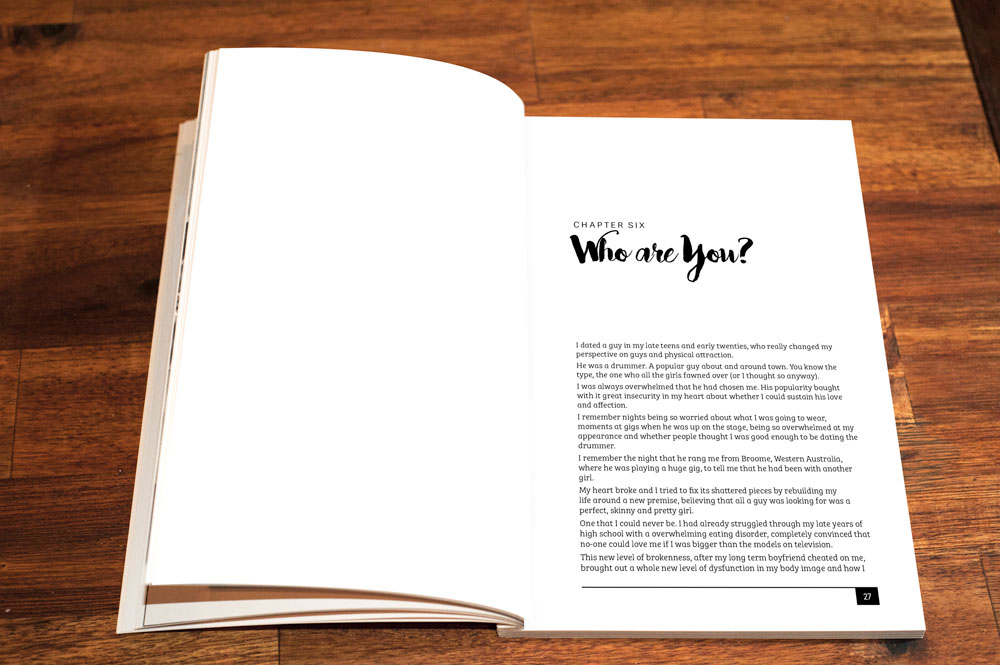 CHAPTER SIX
Who are You?
I dated a guy in my late teens and early twenties, who really changed my
perspective on guys and physical attraction.
He was a drummer. A popular guy about and around town. You know the
type, the one who all the girls fawned over (or I thought so anyway).
I was always overwhelmed that he had chosen me. His popularity bought
with it great insecurity in my heart about whether I could sustain his love
and affection.
I remember nights being so worried about what I was going to wear,
moments at gigs when he was up on the stage, being so overwhelmed at my
appearance and whether people thought I was good enough to be dating the
drummer.
I remember the night that he rang me from Broome, Western Australia,
where he was playing a huge gig, to tell me that he had been with another
girl.
My heart broke and I tried to fix its shattered pieces by rebuilding my
life around a new premise, believing that all a guy was looking for was a
perfect, skinny and pretty girl.
One that I could never be. I had already struggled through my late years of
high school with a overwhelming eating disorder, completely convinced that
no-one could love me if I was bigger than the models on television.
This new level of brokenness, after my long term boyfriend cheated on me,
brought out a whole new level of dysfunction in my body image and how I
27